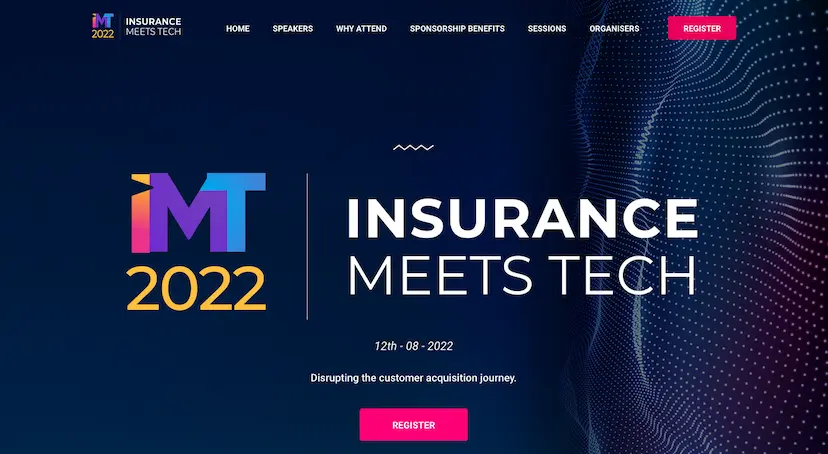 iMT
2022
INSURANCE
MEETS TECH
HOME
SPEAKERS
WHY ATTEND
SPONSORSHIP BENEFITS
SESSIONS
ORGANISERS
REGISTER
iMT
2022
INSURANCE
MEETS TECH
12th - 08 - 2022
Disrupting the customer acquisition journey.
REGISTER